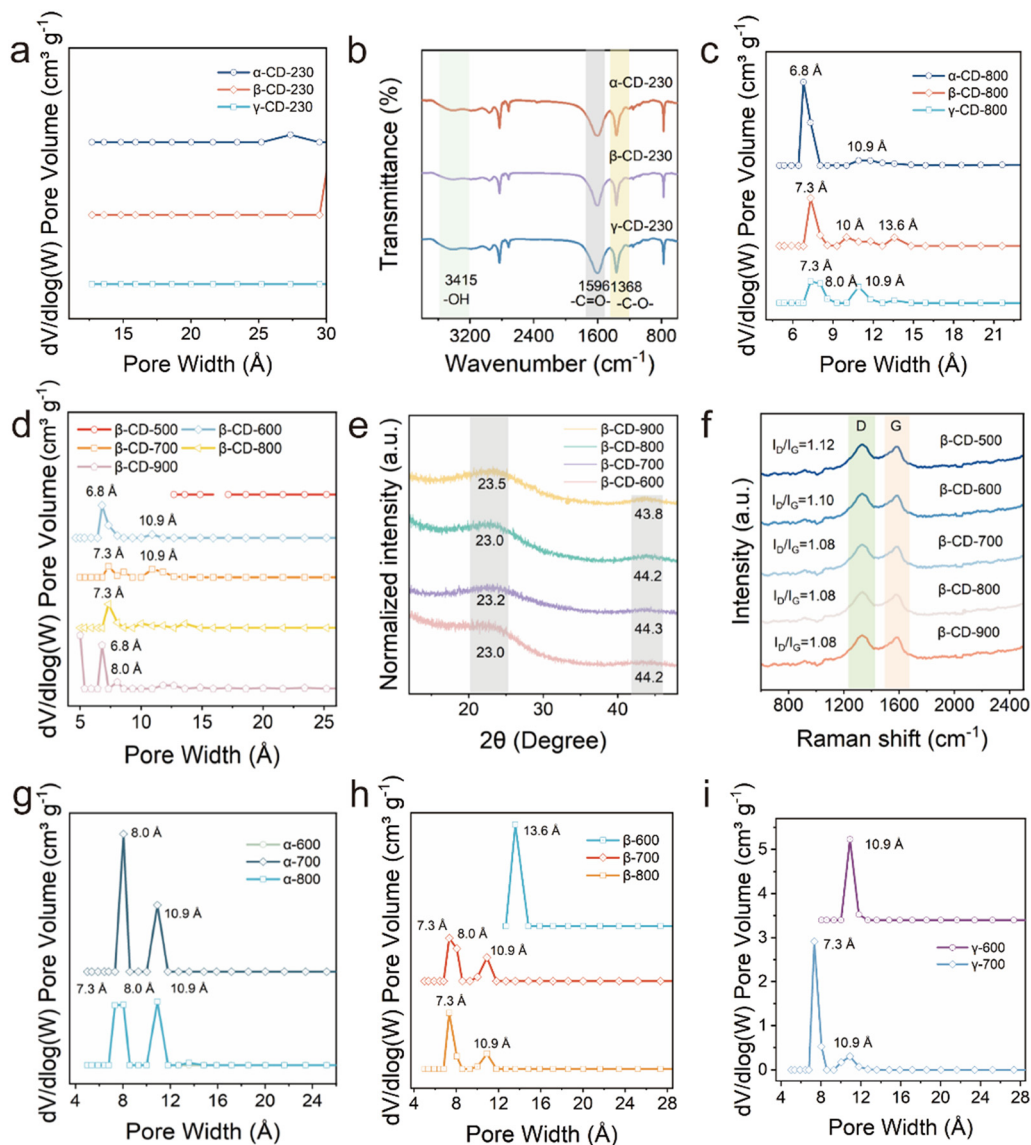 a
dV/dlog(W) Pore Volume (cm³ g⁻¹)
α-CD-230
β-CD-230
γ-CD-230
15 20 25 30
Pore Width (Å)
b
Transmittance (%)
α-CD-230
β-CD-230
γ-CD-230
3415
-OH
1596
-C=O-
1368
-C-O-
3200 2400 1600 800
Wavenumber (cm⁻¹)
c
dV/dlog(W) Pore Volume (cm³ g⁻¹)
α-CD-800
β-CD-800
γ-CD-800
6.8 Å
10.9 Å
7.3 Å
10 Å
13.6 Å
7.3 Å
8.0 Å
10.9 Å
6 9 12 15 18 21
Pore Width (Å)
d
dV/dlog(W) Pore Volume (cm³ g⁻¹)
β-CD-500 β-CD-600
β-CD-700 β-CD-800
β-CD-900
6.8 Å
10.9 Å
7.3 Å
10.9 Å
7.3 Å
6.8 Å
8.0 Å
5 10 15 20 25
Pore Width (Å)
e
Normalized intensity (a.u.)
β-CD-900
β-CD-800
β-CD-700
β-CD-600
23.5
43.8
23.0
44.2
23.2
44.3
23.0
44.2
20 30 40
2θ (Degree)
f
Intensity (a.u.)
D G
I_D/I_G=1.12 β-CD-500
I_D/I_G=1.10 β-CD-600
I_D/I_G=1.08 β-CD-700
I_D/I_G=1.08 β-CD-800
I_D/I_G=1.08 β-CD-900
800 1200 1600 2000 2400
Raman shift (cm⁻¹)
g
dV/dlog(W) Pore Volume (cm³ g⁻¹)
α-600
α-700
α-800
8.0 Å
10.9 Å
7.3 Å 8.0 Å 10.9 Å
4 8 12 16 20 24
Pore Width (Å)
h
dV/dlog(W) Pore Volume (cm³ g⁻¹)
β-600
β-700
β-800
13.6 Å
7.3 Å
8.0 Å
10.9 Å
7.3 Å
10.9 Å
4 8 12 16 20 24 28
Pore Width (Å)
i
dV/dlog(W) Pore Volume (cm³ g⁻¹)
5
4
3
2
1
0
10.9 Å
γ-600
γ-700
7.3 Å
10.9 Å
4 8 12 16 20 24 28
Pore Width (Å)